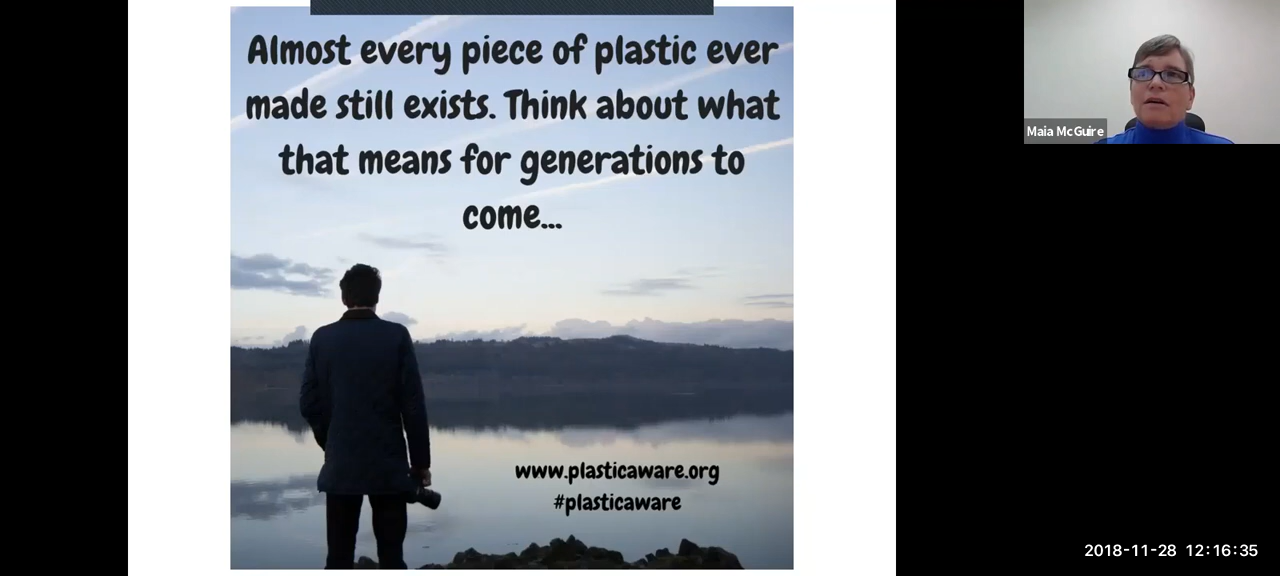 Almost every piece of plastic ever
made still exists. Think about what
that means for generations to
come...
www.plasticaware.org
#plasticaware
Maia McGuire
2018-11-28 12:16:35